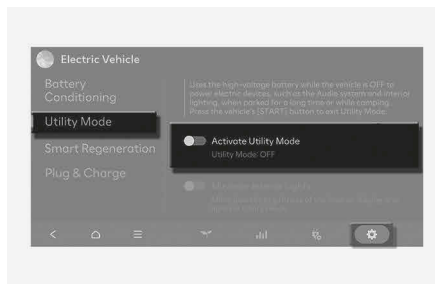 Electric Vehicle
Battery
Conditioning
Utility Mode
Smart Regeneration
Plug & Charge
Uses the high-voltage battery while the vehicle is OFF to
power electric devices, such as the Audio system and interior
lighting, when parked for a long time or while camping.
Press the vehicle's [START] button to exit Utility Mode.
Activate Utility Mode
Utility Mode: OFF
Interior Lights